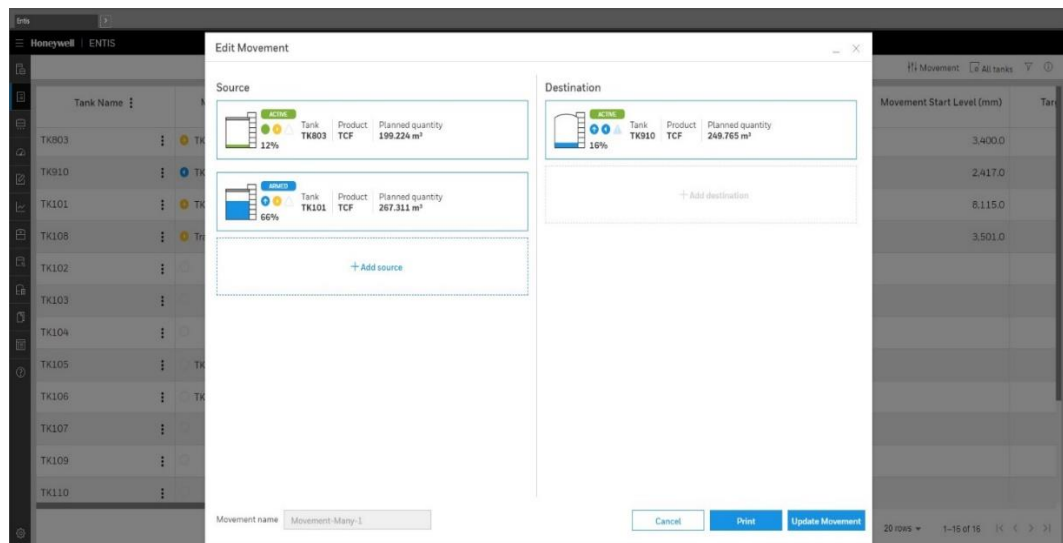 Entis
Honeywell | ENTIS
Edit Movement
Movement
All tanks
Source
Destination
Tank Name
Movement Start Level (mm)
ACTIVE
12%
Tank
TK803
Product
TCF
Planned quantity
199.224 m³
ACTIVE
16%
Tank
TK910
Product
TCF
Planned quantity
249.765 m³
ARMED
66%
Tank
TK101
Product
TCF
Planned quantity
267.311 m³
+ Add destination
+ Add source
TK803
3,400.0
TK910
2,417.0
TK101
8,115.0
TK108
3,501.0
TK102
TK103
TK104
TK105
TK
TK106
TK
TK107
TK109
TK110
Movement name
Movement-Many-1
Cancel
Print
Update Movement
20 rows
1–16 of 16